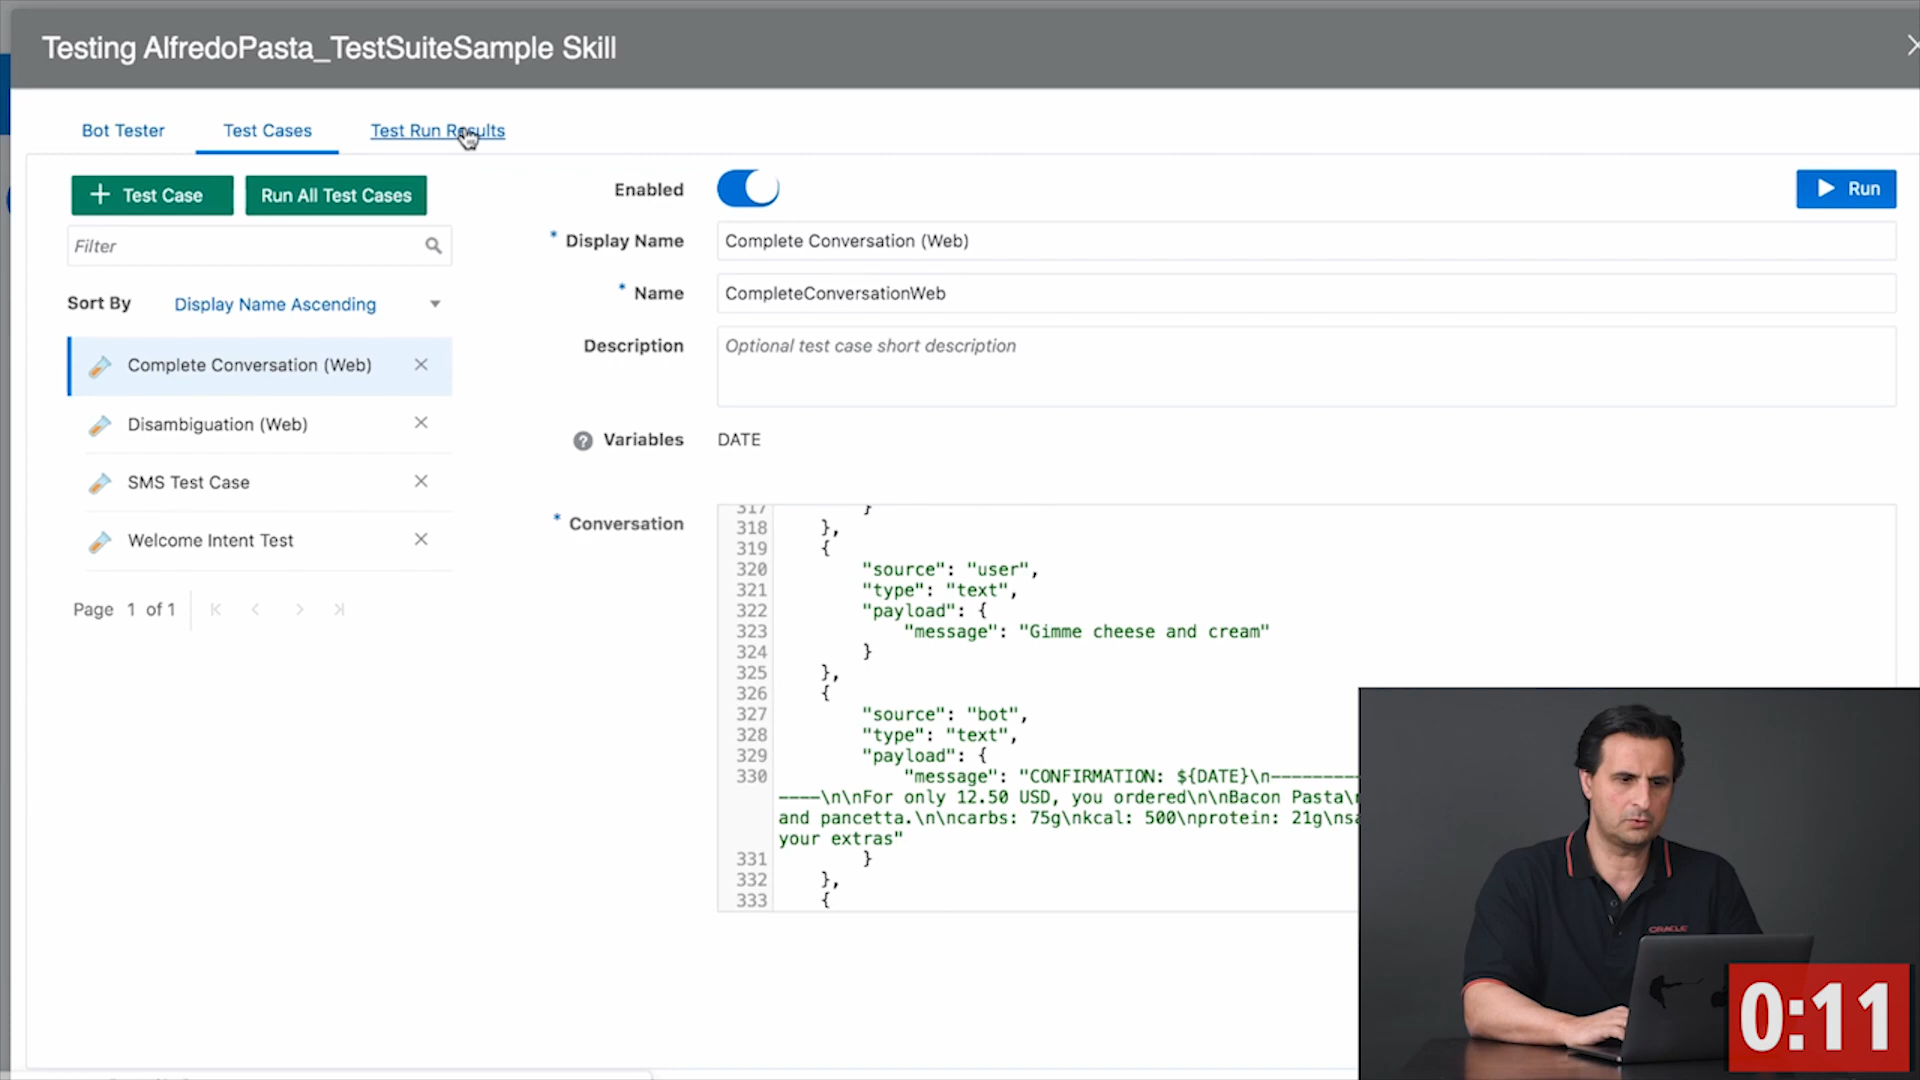 Testing AlfredoPasta_TestSuiteSample Skill
Bot Tester
Test Cases
Test Run Results
+ Test Case
Run All Test Cases
Filter
Sort By
Display Name Ascending
Complete Conversation (Web)
Disambiguation (Web)
SMS Test Case
Welcome Intent Test
Page 1 of 1
Enabled
Run
* Display Name
Complete Conversation (Web)
* Name
CompleteConversationWeb
Description
Optional test case short description
? Variables
DATE
* Conversation
317 }
318 },
319 {
320 "source": "user",
321 "type": "text",
322 "payload": {
323 "message": "Gimme cheese and cream"
324 }
325 },
326 {
327 "source": "bot",
328 "type": "text",
329 "payload": {
330 "message": "CONFIRMATION: ${DATE}\n---------
----\n\nFor only 12.50 USD, you ordered\n\nBacon Pasta\
and pancetta.\n\ncarbs: 75g\nkcal: 500\nprotein: 21g\ns
your extras"
331 }
332 },
333 {
ORACLE
0:11